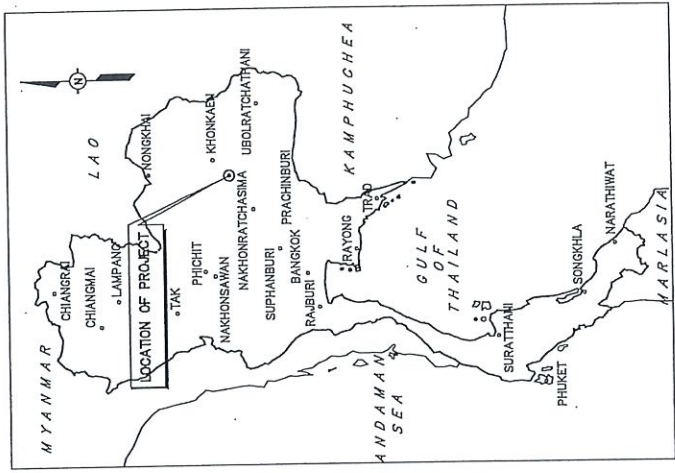 MYANMAR
LAO
CHIANGRAI
CHIANGMAI
LAMPANG
NONGKHAI
LOCATION OF PROJECT
TAK
PHICHIT
KHONKAEN
NAKHONSAWAN
NAKHONRATCHASIMA
UBOLRATCHATHANI
SUPHANBURI
PRACHINBURI
BANGKOK
RAJBURI
RAYONG
TRAD
KAMPHUCHEA
ANDAMAN
SEA
GULF
OF
THAILAND
SURATTHANI
PHUKET
SONGKHLA
NARATHIWAT
MARLASIA
N